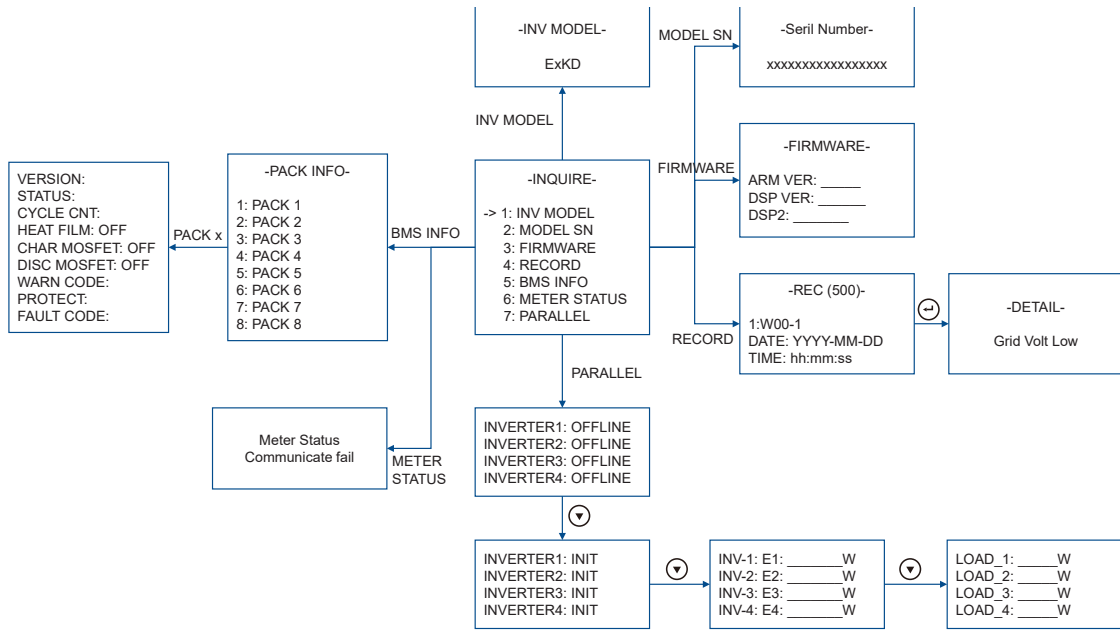 -INV MODEL-
ExKD
MODEL SN
-Seril Number-
xxxxxxxxxxxxxxxxx
INV MODEL
-FIRMWARE-
ARM VER: _____
DSP VER: ______
DSP2: _______
FIRMWARE
VERSION:
STATUS:
CYCLE CNT:
HEAT FILM: OFF
CHAR MOSFET: OFF
DISC MOSFET: OFF
WARN CODE:
PROTECT:
FAULT CODE:
PACK x
-PACK INFO-
1: PACK 1
2: PACK 2
3: PACK 3
4: PACK 4
5: PACK 5
6: PACK 6
7: PACK 7
8: PACK 8
BMS INFO
-INQUIRE-
-> 1: INV MODEL
2: MODEL SN
3: FIRMWARE
4: RECORD
5: BMS INFO
6: METER STATUS
7: PARALLEL
RECORD
-REC (500)-
1:W00-1
DATE: YYYY-MM-DD
TIME: hh:mm:ss
-DETAIL-
Grid Volt Low
PARALLEL
Meter Status
Communicate fail
METER
STATUS
INVERTER1: OFFLINE
INVERTER2: OFFLINE
INVERTER3: OFFLINE
INVERTER4: OFFLINE
INVERTER1: INIT
INVERTER2: INIT
INVERTER3: INIT
INVERTER4: INIT
INV-1: E1: _______W
INV-2: E2: _______W
INV-3: E3: _______W
INV-4: E4: _______W
LOAD_1: _____W
LOAD_2: _____W
LOAD_3: _____W
LOAD_4: _____W